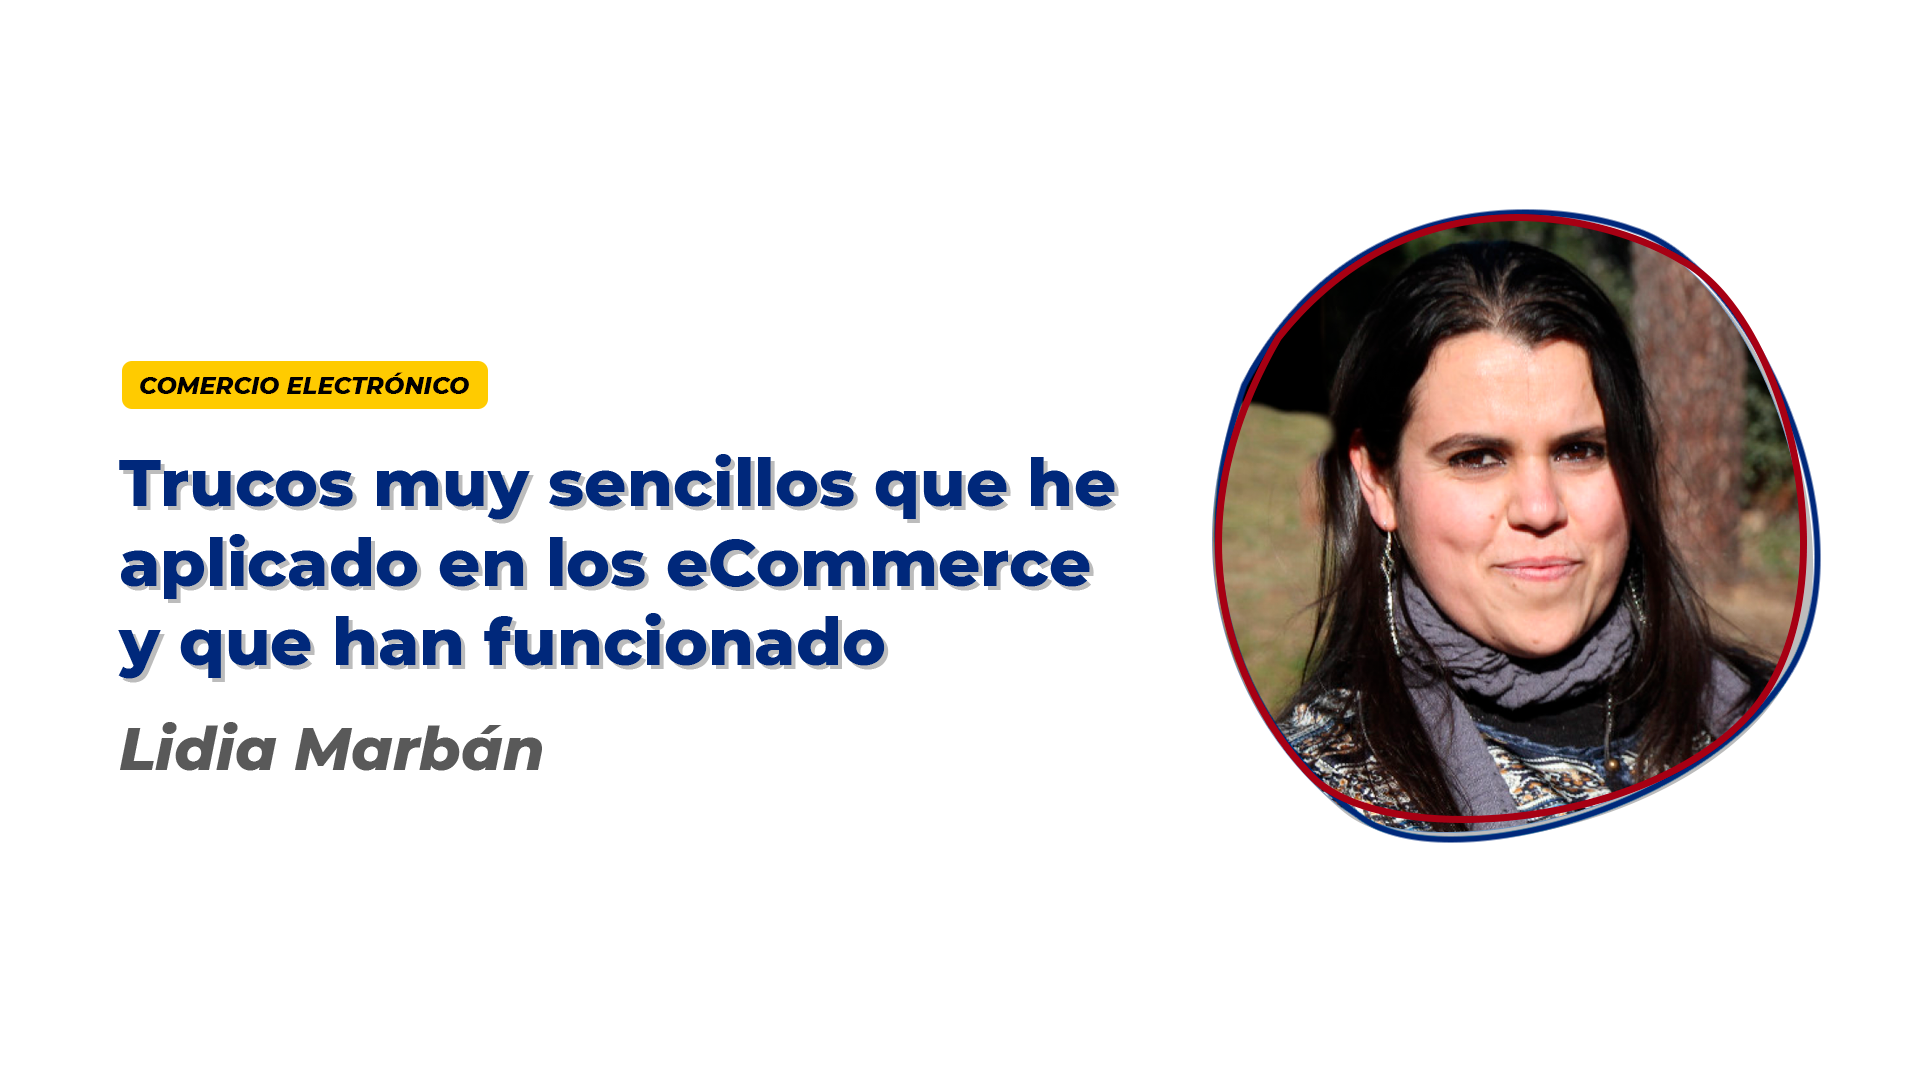 COMERCIO ELECTRÓNICO
Trucos muy sencillos que he
aplicado en los eCommerce
y que han funcionado
Lidia Marbán